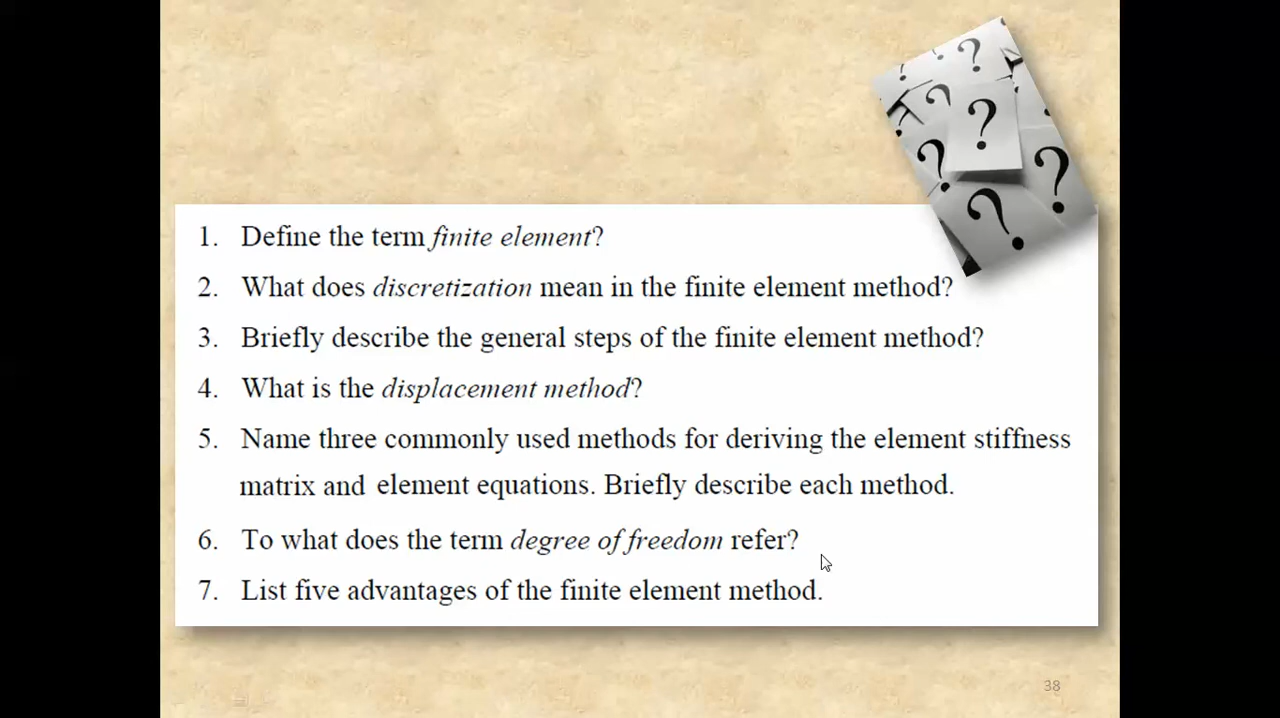 1. Define the term finite element?
2. What does discretization mean in the finite element method?
3. Briefly describe the general steps of the finite element method?
4. What is the displacement method?
5. Name three commonly used methods for deriving the element stiffness
matrix and element equations. Briefly describe each method.
6. To what does the term degree of freedom refer?
7. List five advantages of the finite element method.
38